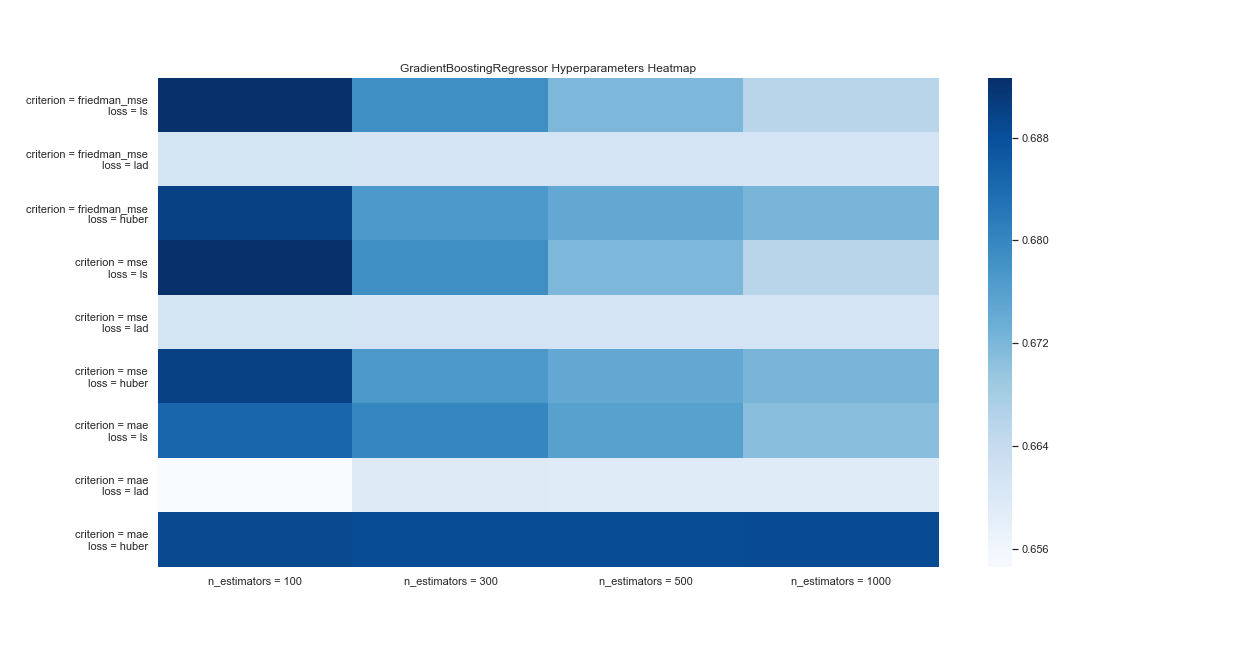 GradientBoostingRegressor Hyperparameters Heatmap
criterion = friedman_mse
loss = ls
criterion = friedman_mse
loss = lad
criterion = friedman_mse
loss = huber
criterion = mse
loss = ls
criterion = mse
loss = lad
criterion = mse
loss = huber
criterion = mae
loss = ls
criterion = mae
loss = lad
criterion = mae
loss = huber
n_estimators = 100
n_estimators = 300
n_estimators = 500
n_estimators = 1000
0.688
0.680
0.672
0.664
0.656